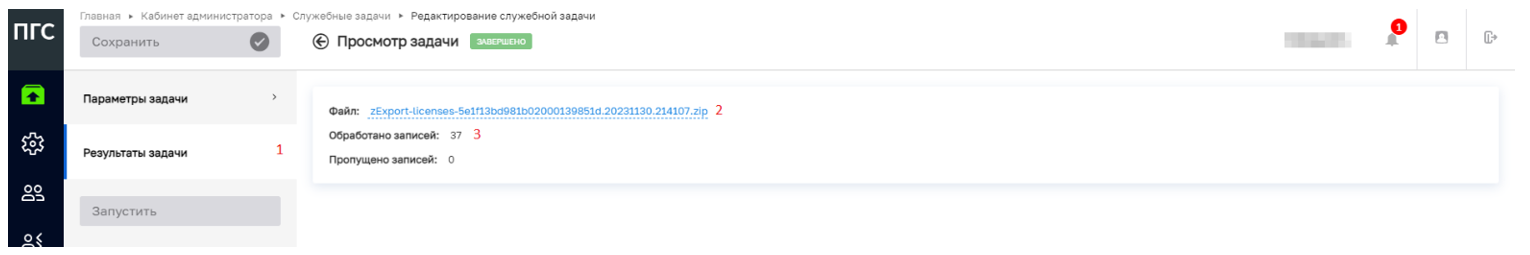 ПГС
Главная ▸ Кабинет администратора ▸ Служебные задачи ▸ Редактирование служебной задачи
Сохранить
Просмотр задачи ЗАВЕРШЕНО
1
Параметры задачи
Результаты задачи 1
Запустить
Файл: zExport-licenses-5e1f13bd981b02000139851d.20231130.214107.zip 2
Обработано записей: 37 3
Пропущено записей: 0